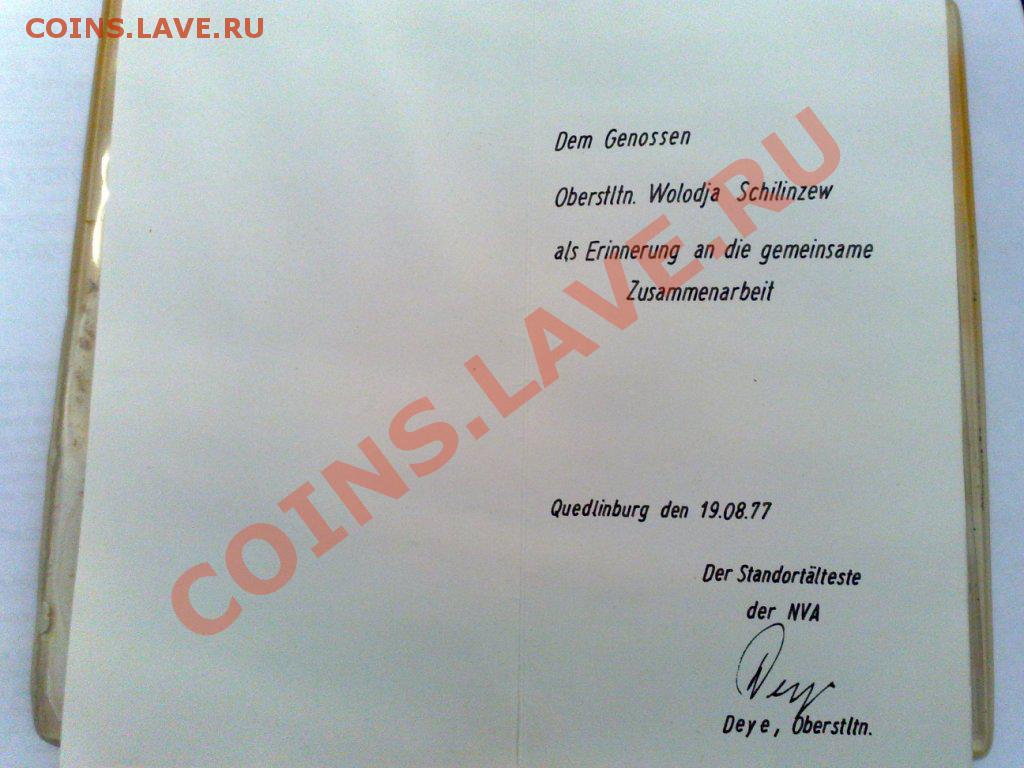 COINS.LAVE.RU
Dem Genossen
Oberstltn. Wolodja Schilinzew
als Erinnerung an die gemeinsame
Zusammenarbeit
COINS.LAVE.RU
Quedlinburg den 19.08.77
Der Standortälteste
der NVA
Deye
Deye, Oberstltn.